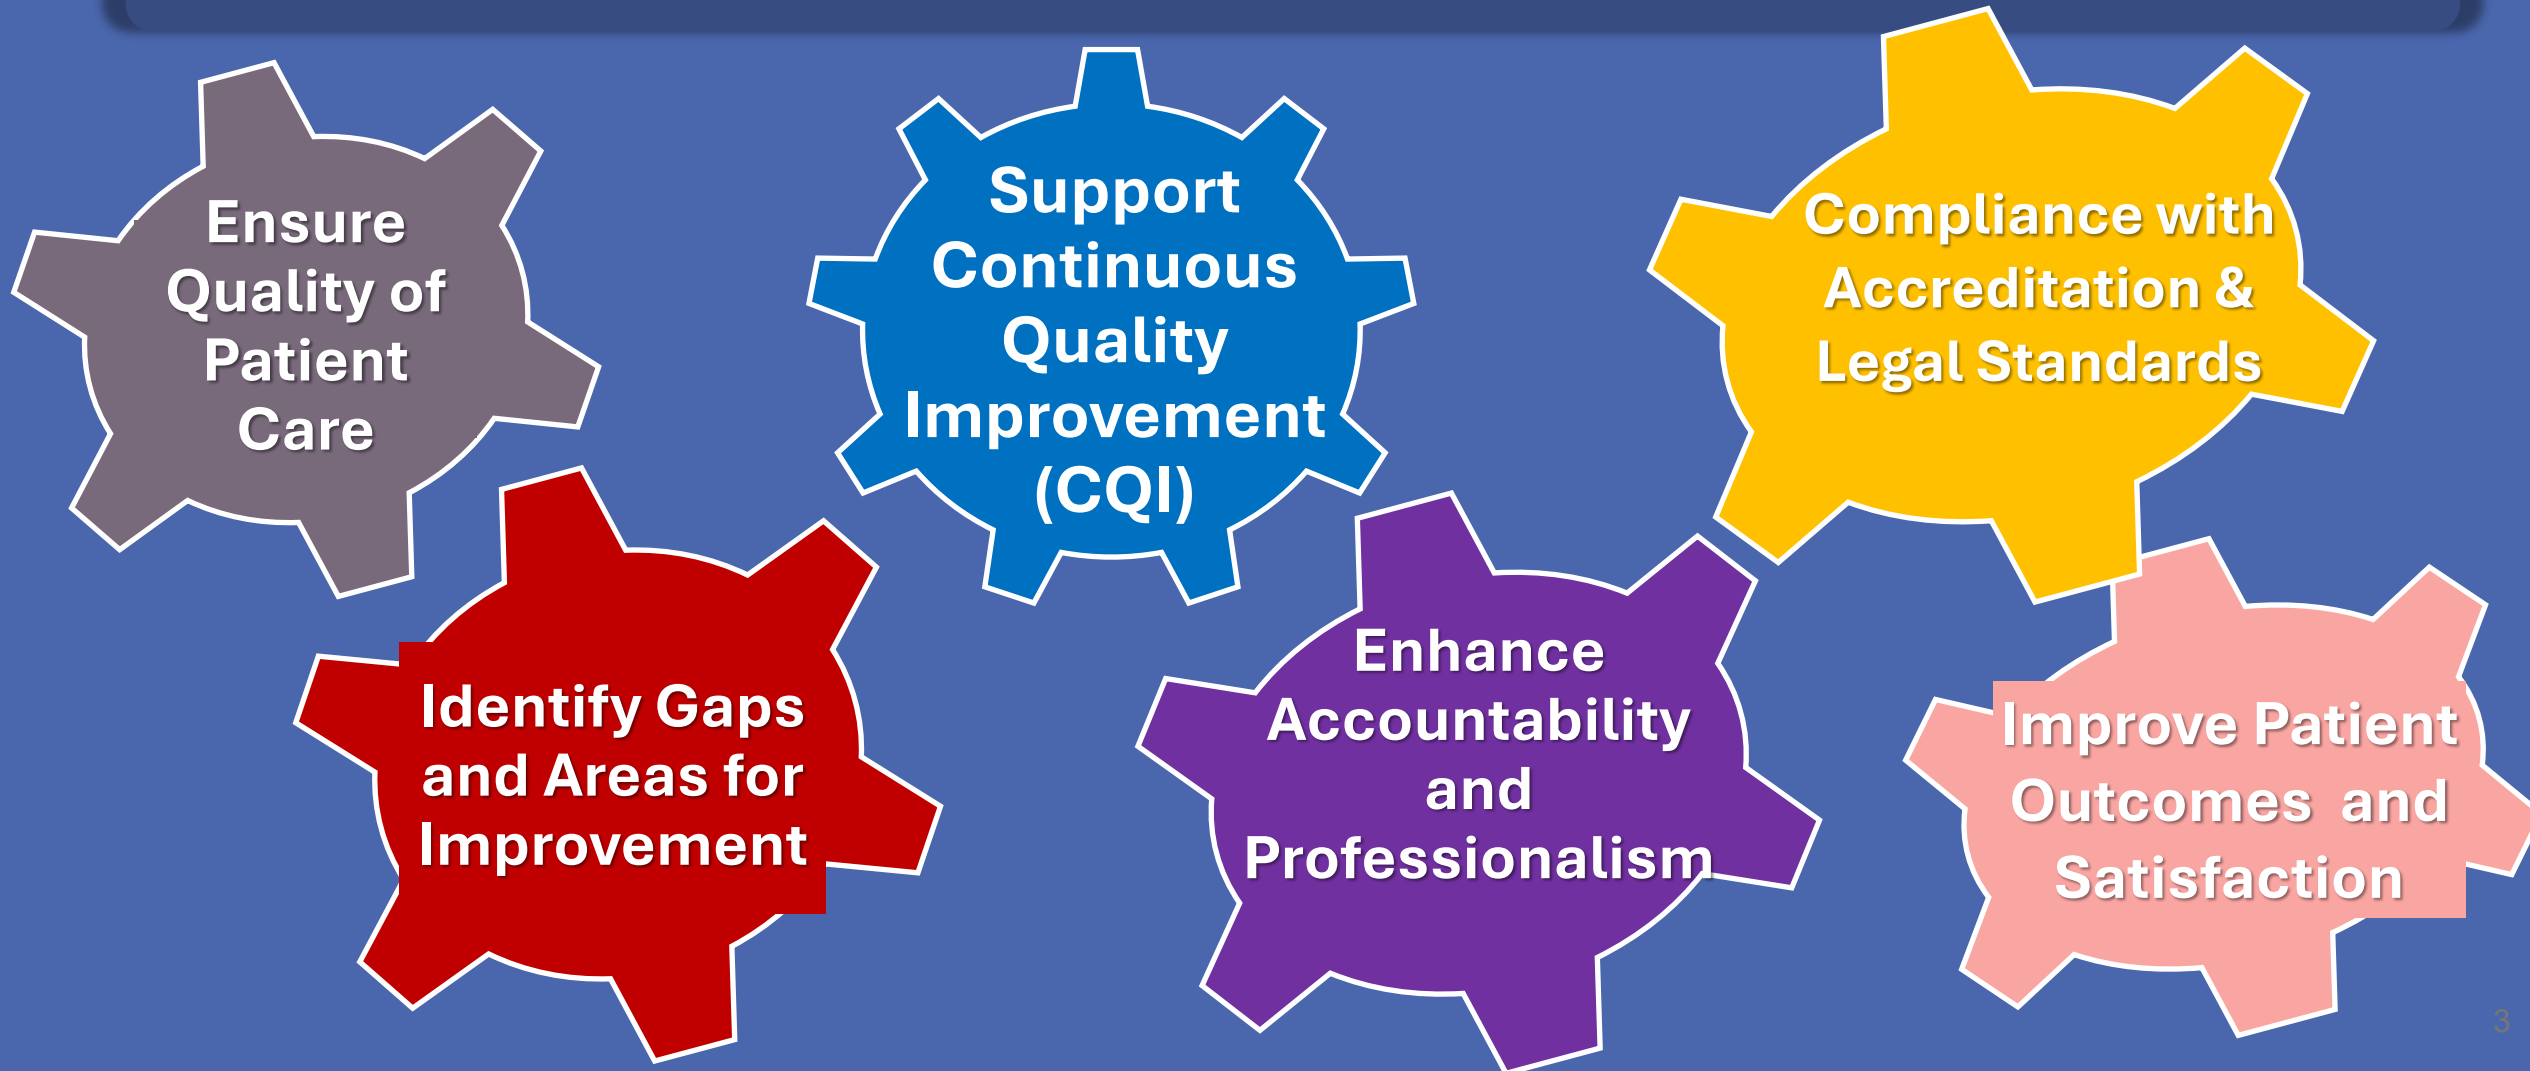 Ensure
Quality of
Patient
Care
Support
Continuous
Quality
Improvement
(CQI)
Compliance with
Accreditation &
Legal Standards
Identify Gaps
and Areas for
Improvement
Enhance
Accountability
and
Professionalism
Improve Patient
Outcomes  and
Satisfaction
3